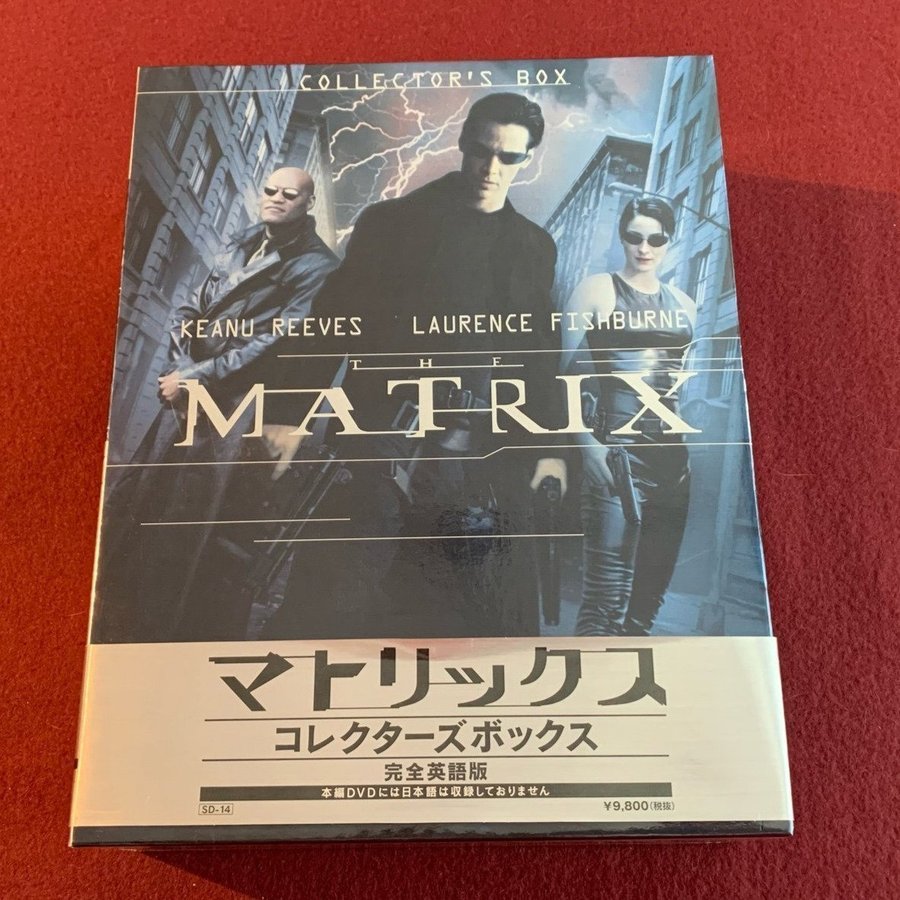 COLLECTOR'S BOX
KEANU REEVES LAURENCE FISHBURNE
THE
MATRIX
マトリックス
コレクターズボックス
完全英語版
本編DVDには日本語は収録しておりません
SD-14 ¥9,800(税抜)